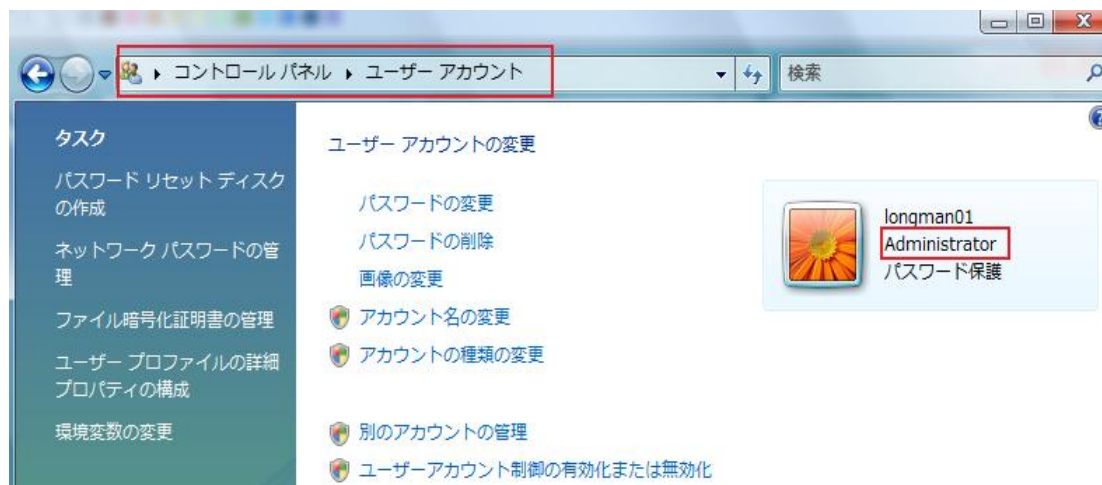 コントロール パネル ▸ ユーザー アカウント
検索
タスク
パスワード リセット ディスク
の作成
ネットワーク パスワードの管
理
ファイル暗号化証明書の管理
ユーザー プロファイルの詳細
プロパティの構成
環境変数の変更
ユーザー アカウントの変更
パスワードの変更
パスワードの削除
画像の変更
アカウント名の変更
アカウントの種類の変更
別のアカウントの管理
ユーザーアカウント制御の有効化または無効化
longman01
Administrator
パスワード保護